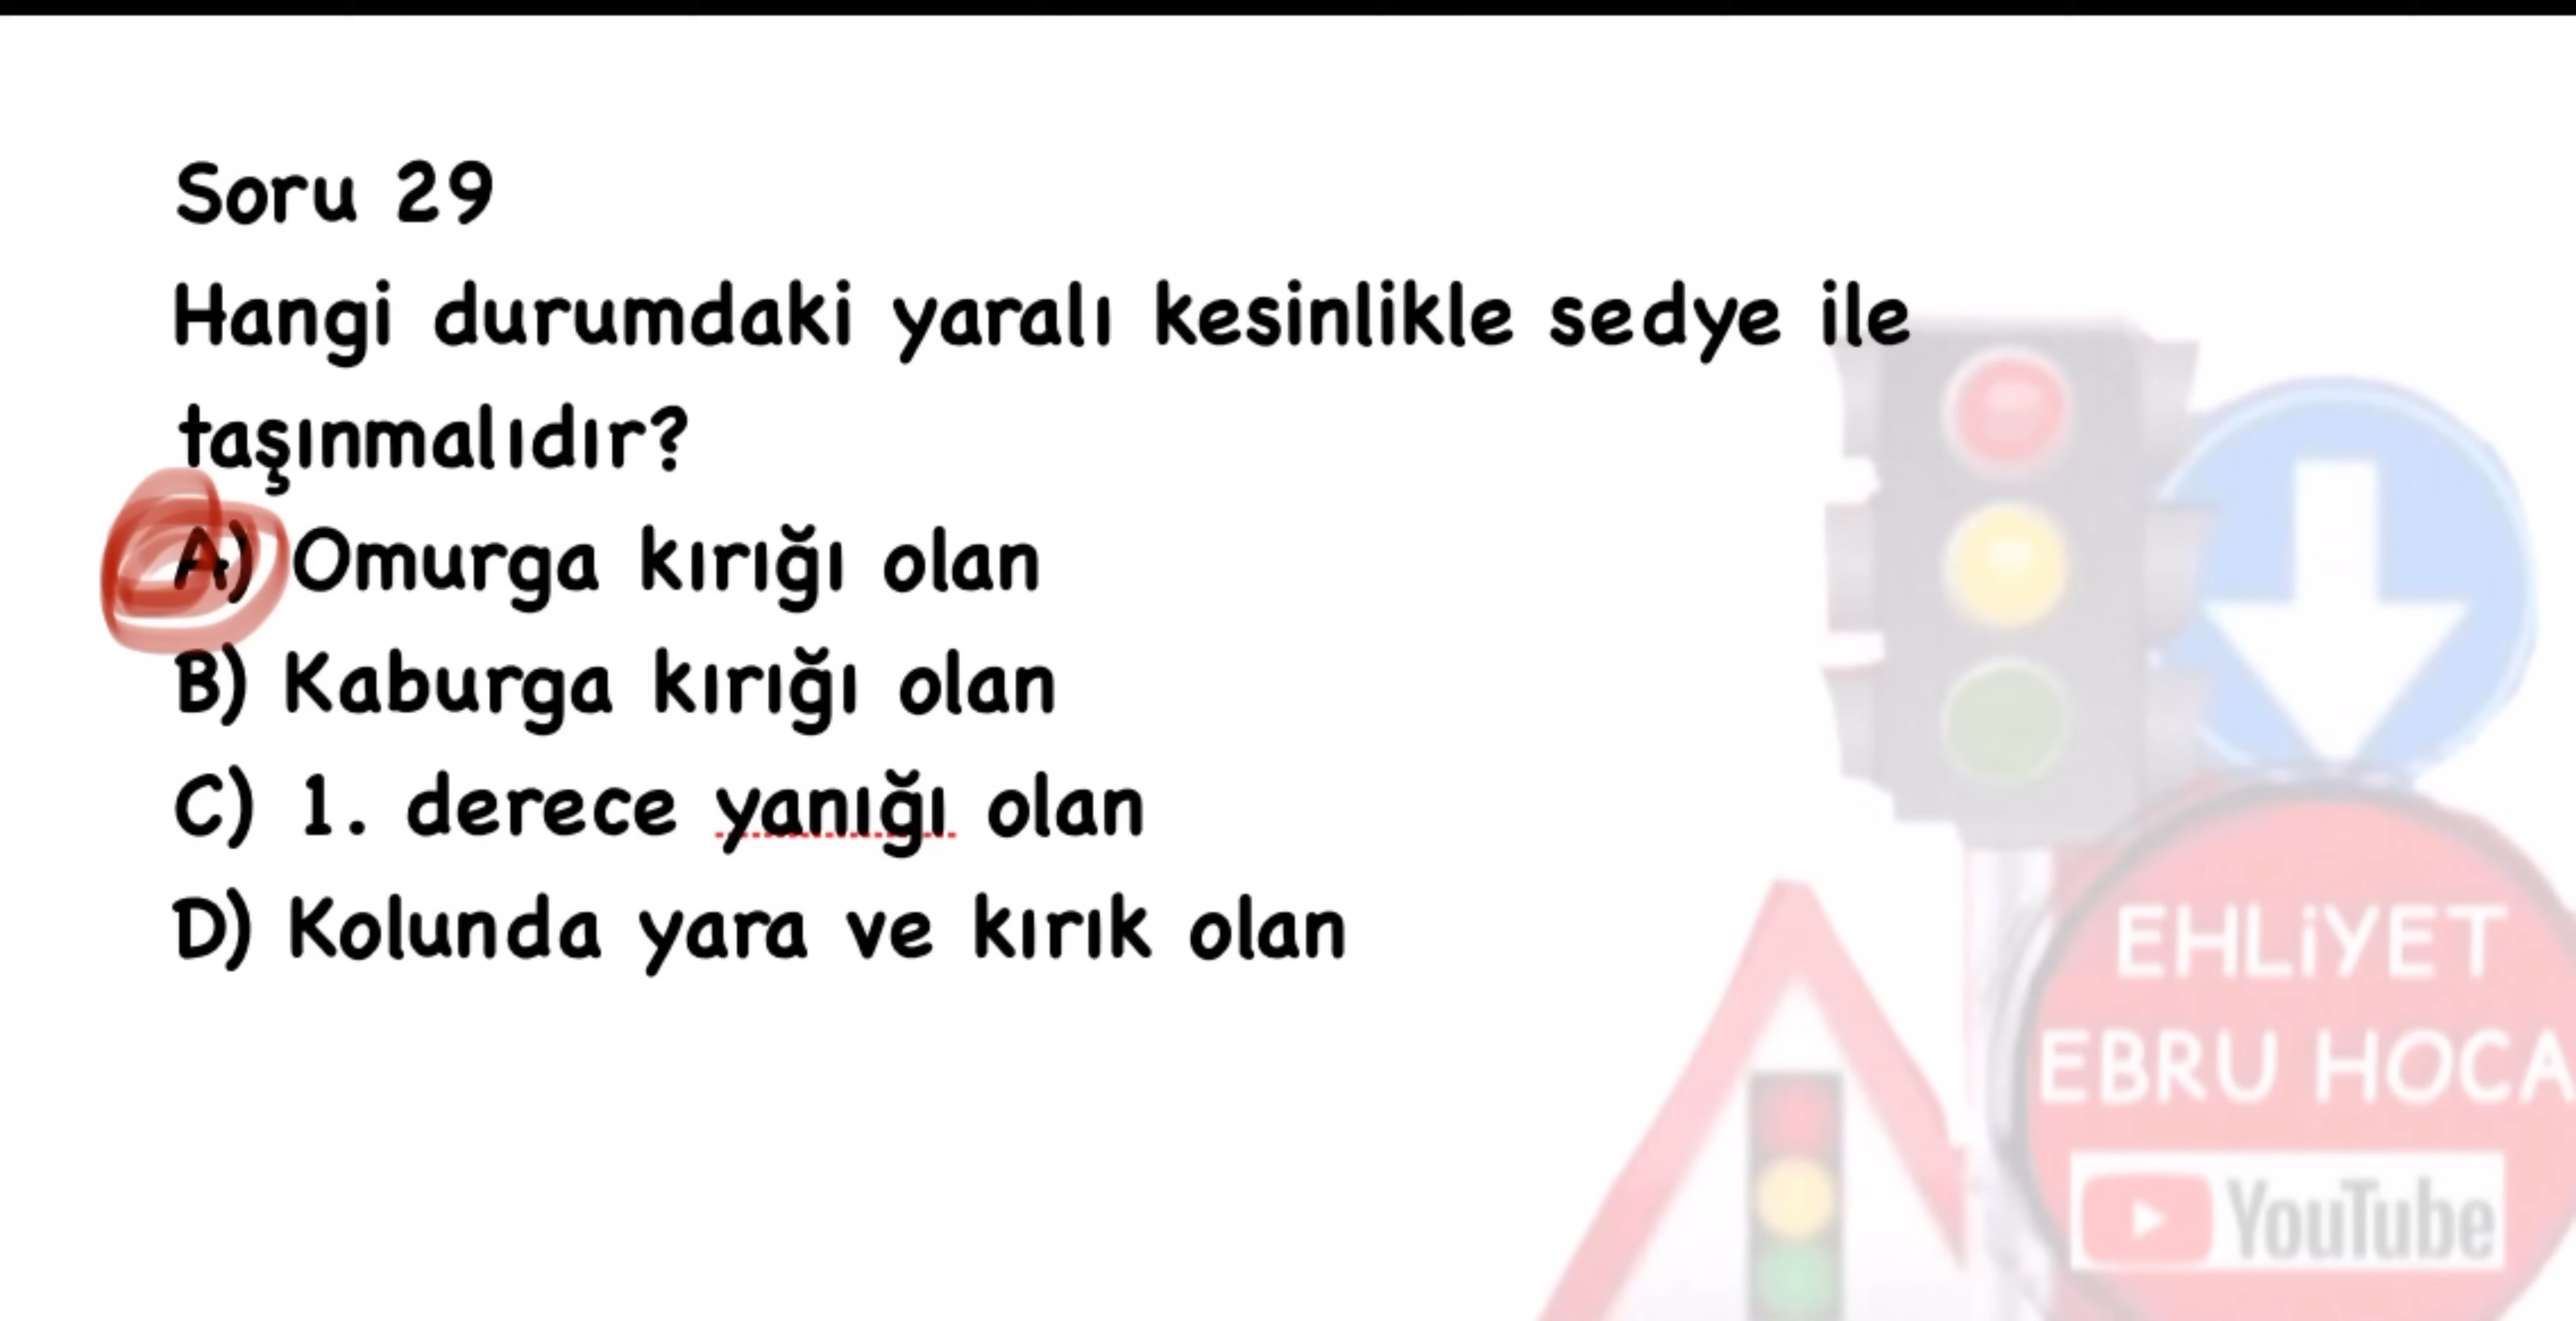 Soru 29
Hangi durumdaki yaralı kesinlikle sedye ile
taşınmalıdır?
A) Omurga kırığı olan
B) Kaburga kırığı olan
C) 1. derece yanığı olan
D) Kolunda yara ve kırık olan
EHLİYET
EBRU HOCA
YouTube